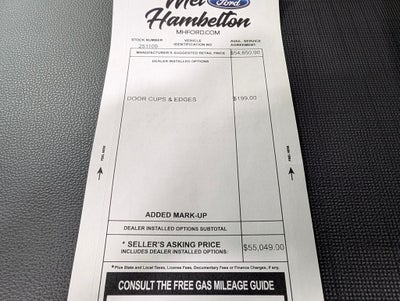 Mel Ford
Hambelton
MHFORD.COM
STOCK NUMBER VEHICLE IDENTIFICATION NO AVAIL. SERVICE AGREEMENT:
MANUFACTURER'S SUGGESTED RETAIL PRICE $54,850.00
DEALER INSTALLED OPTIONS
DOOR CUPS & EDGES $199.00
PEEL HERE PEEL HERE
ADDED MARK-UP
DEALER INSTALLED OPTIONS SUBTOTAL
* SELLER'S ASKING PRICE
INCLUDES DEALER INSTALLED OPTIONS: $55,049.00
* Plus State and Local Taxes, License Fees, Documentary Fees or Finance Charges, if any.
CONSULT THE FREE GAS MILEAGE GUIDE